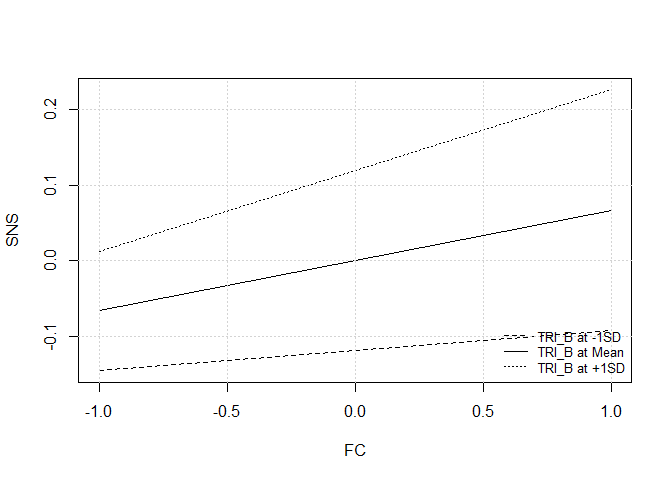 0.2
0.1
0.0
-0.1
SNS
-1.0 -0.5 0.0 0.5 1.0
FC
TRI_B at -1SD
TRI_B at Mean
TRI_B at +1SD